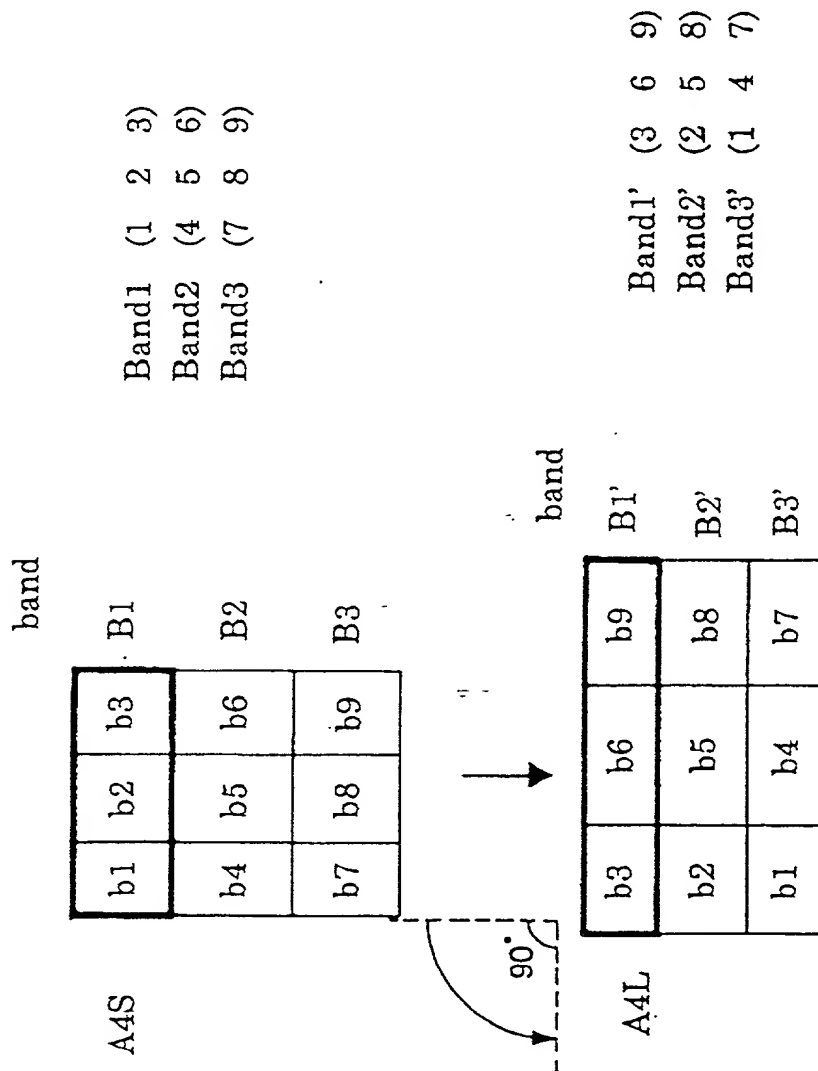 band
A4S b1 b2 b3 B1 Band1 (1 2 3)
b4 b5 b6 B2 Band2 (4 5 6)
b7 b8 b9 B3 Band3 (7 8 9)
90°
band
A4L b3 b6 b9 B1' Band1' (3 6 9)
b2 b5 b8 B2' Band2' (2 5 8)
b1 b4 b7 B3' Band3' (1 4 7)